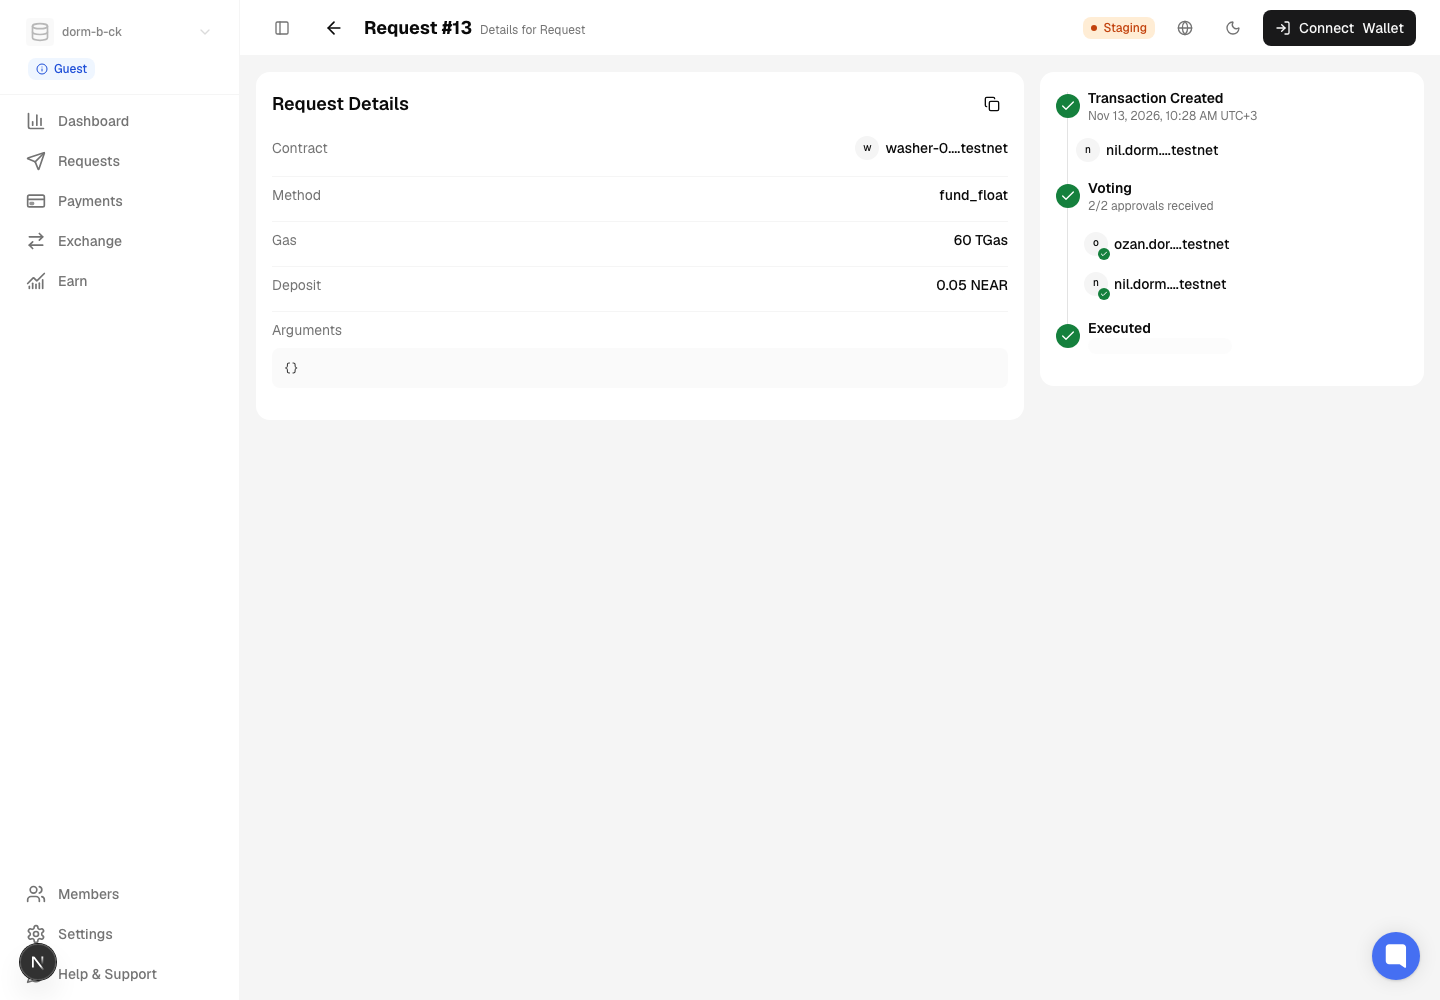 dorm-b-ck
Guest
Dashboard
Requests
Payments
Exchange
Earn
Members
Settings
Help & Support
N
Request #13 Details for Request
Staging
Connect Wallet
Request Details
Contract w washer-0....testnet
Method fund_float
Gas 60 TGas
Deposit 0.05 NEAR
Arguments
{}
Transaction Created
Nov 13, 2026, 10:28 AM UTC+3
n nil.dorm....testnet
Voting
2/2 approvals received
o ozan.dor....testnet
n nil.dorm....testnet
Executed